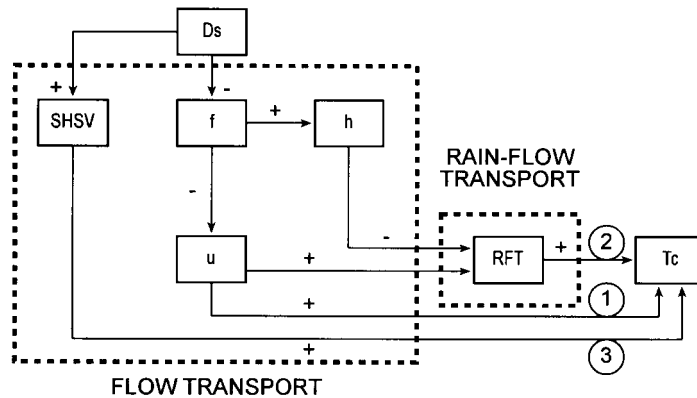 Ds
+
-
SHSV
f
+
h
RAIN-FLOW
TRANSPORT
-
-
u
+
RFT
+
2
Tc
+
1
+
3
FLOW TRANSPORT